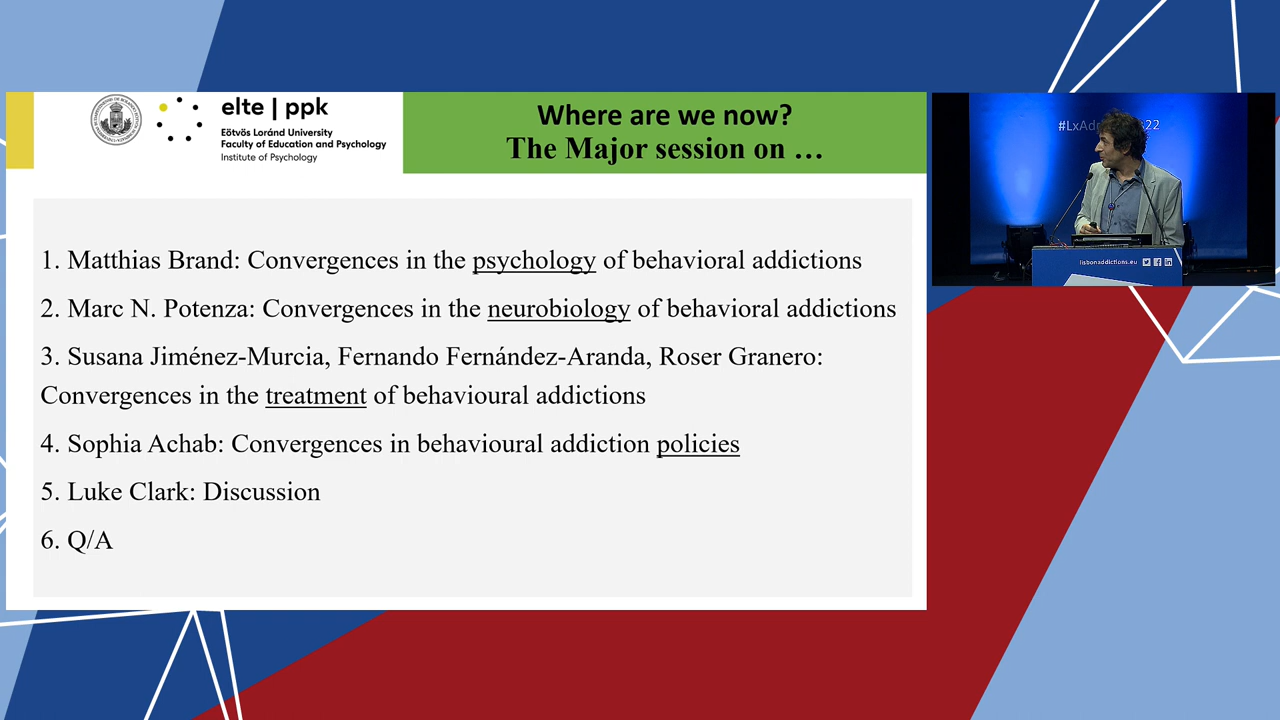 elte | ppk
Eötvös Loránd University
Faculty of Education and Psychology
Institute of Psychology
Where are we now?
The Major session on …
1. Matthias Brand: Convergences in the psychology of behavioral addictions
2. Marc N. Potenza: Convergences in the neurobiology of behavioral addictions
3. Susana Jiménez-Murcia, Fernando Fernández-Aranda, Roser Granero:
Convergences in the treatment of behavioural addictions
4. Sophia Achab: Convergences in behavioural addiction policies
5. Luke Clark: Discussion
6. Q/A
lisbonaddictions.eu